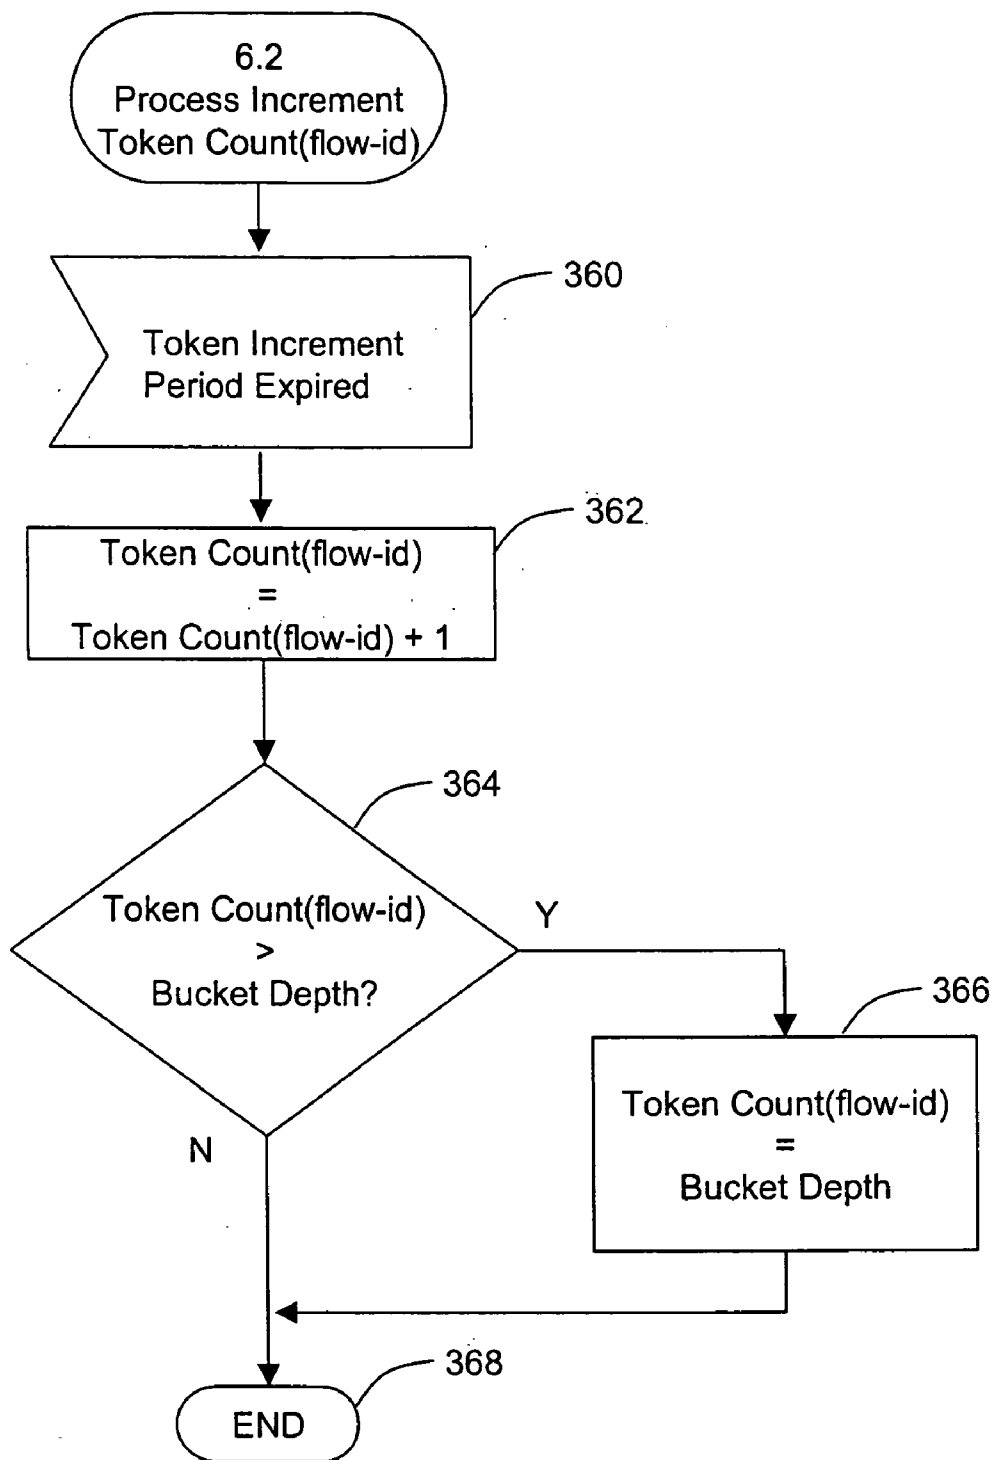 6.2
Process Increment
Token Count(flow-id)
360
Token Increment
Period Expired
362
Token Count(flow-id)
=
Token Count(flow-id) + 1
364
Token Count(flow-id)
>
Bucket Depth?
Y
366
Token Count(flow-id)
=
Bucket Depth
N
368
END